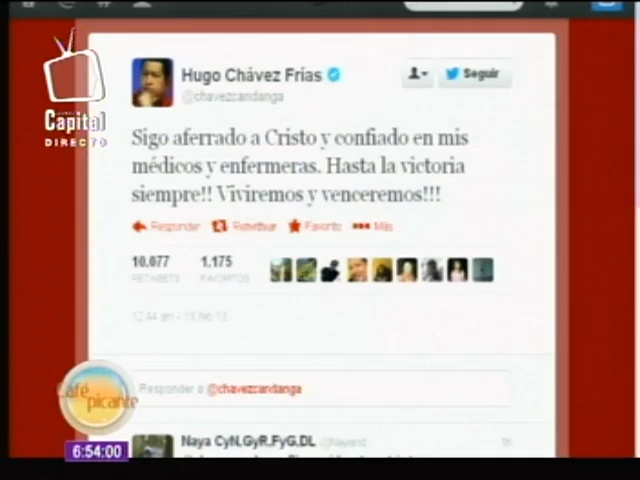 Hugo Chávez Frías
@chavezcandanga
Seguir
Capital
DIRECTO
Sigo aferrado a Cristo y confiado en mis
médicos y enfermeras. Hasta la victoria
siempre!! Viviremos y venceremos!!!
Responder Retwittear Favorito Más
10.077 1.175
RETWEETS FAVORITOS
Responder a @chavezcandanga
Café
picante
Naya CyN.GyR.FyG.DL
6:54:00